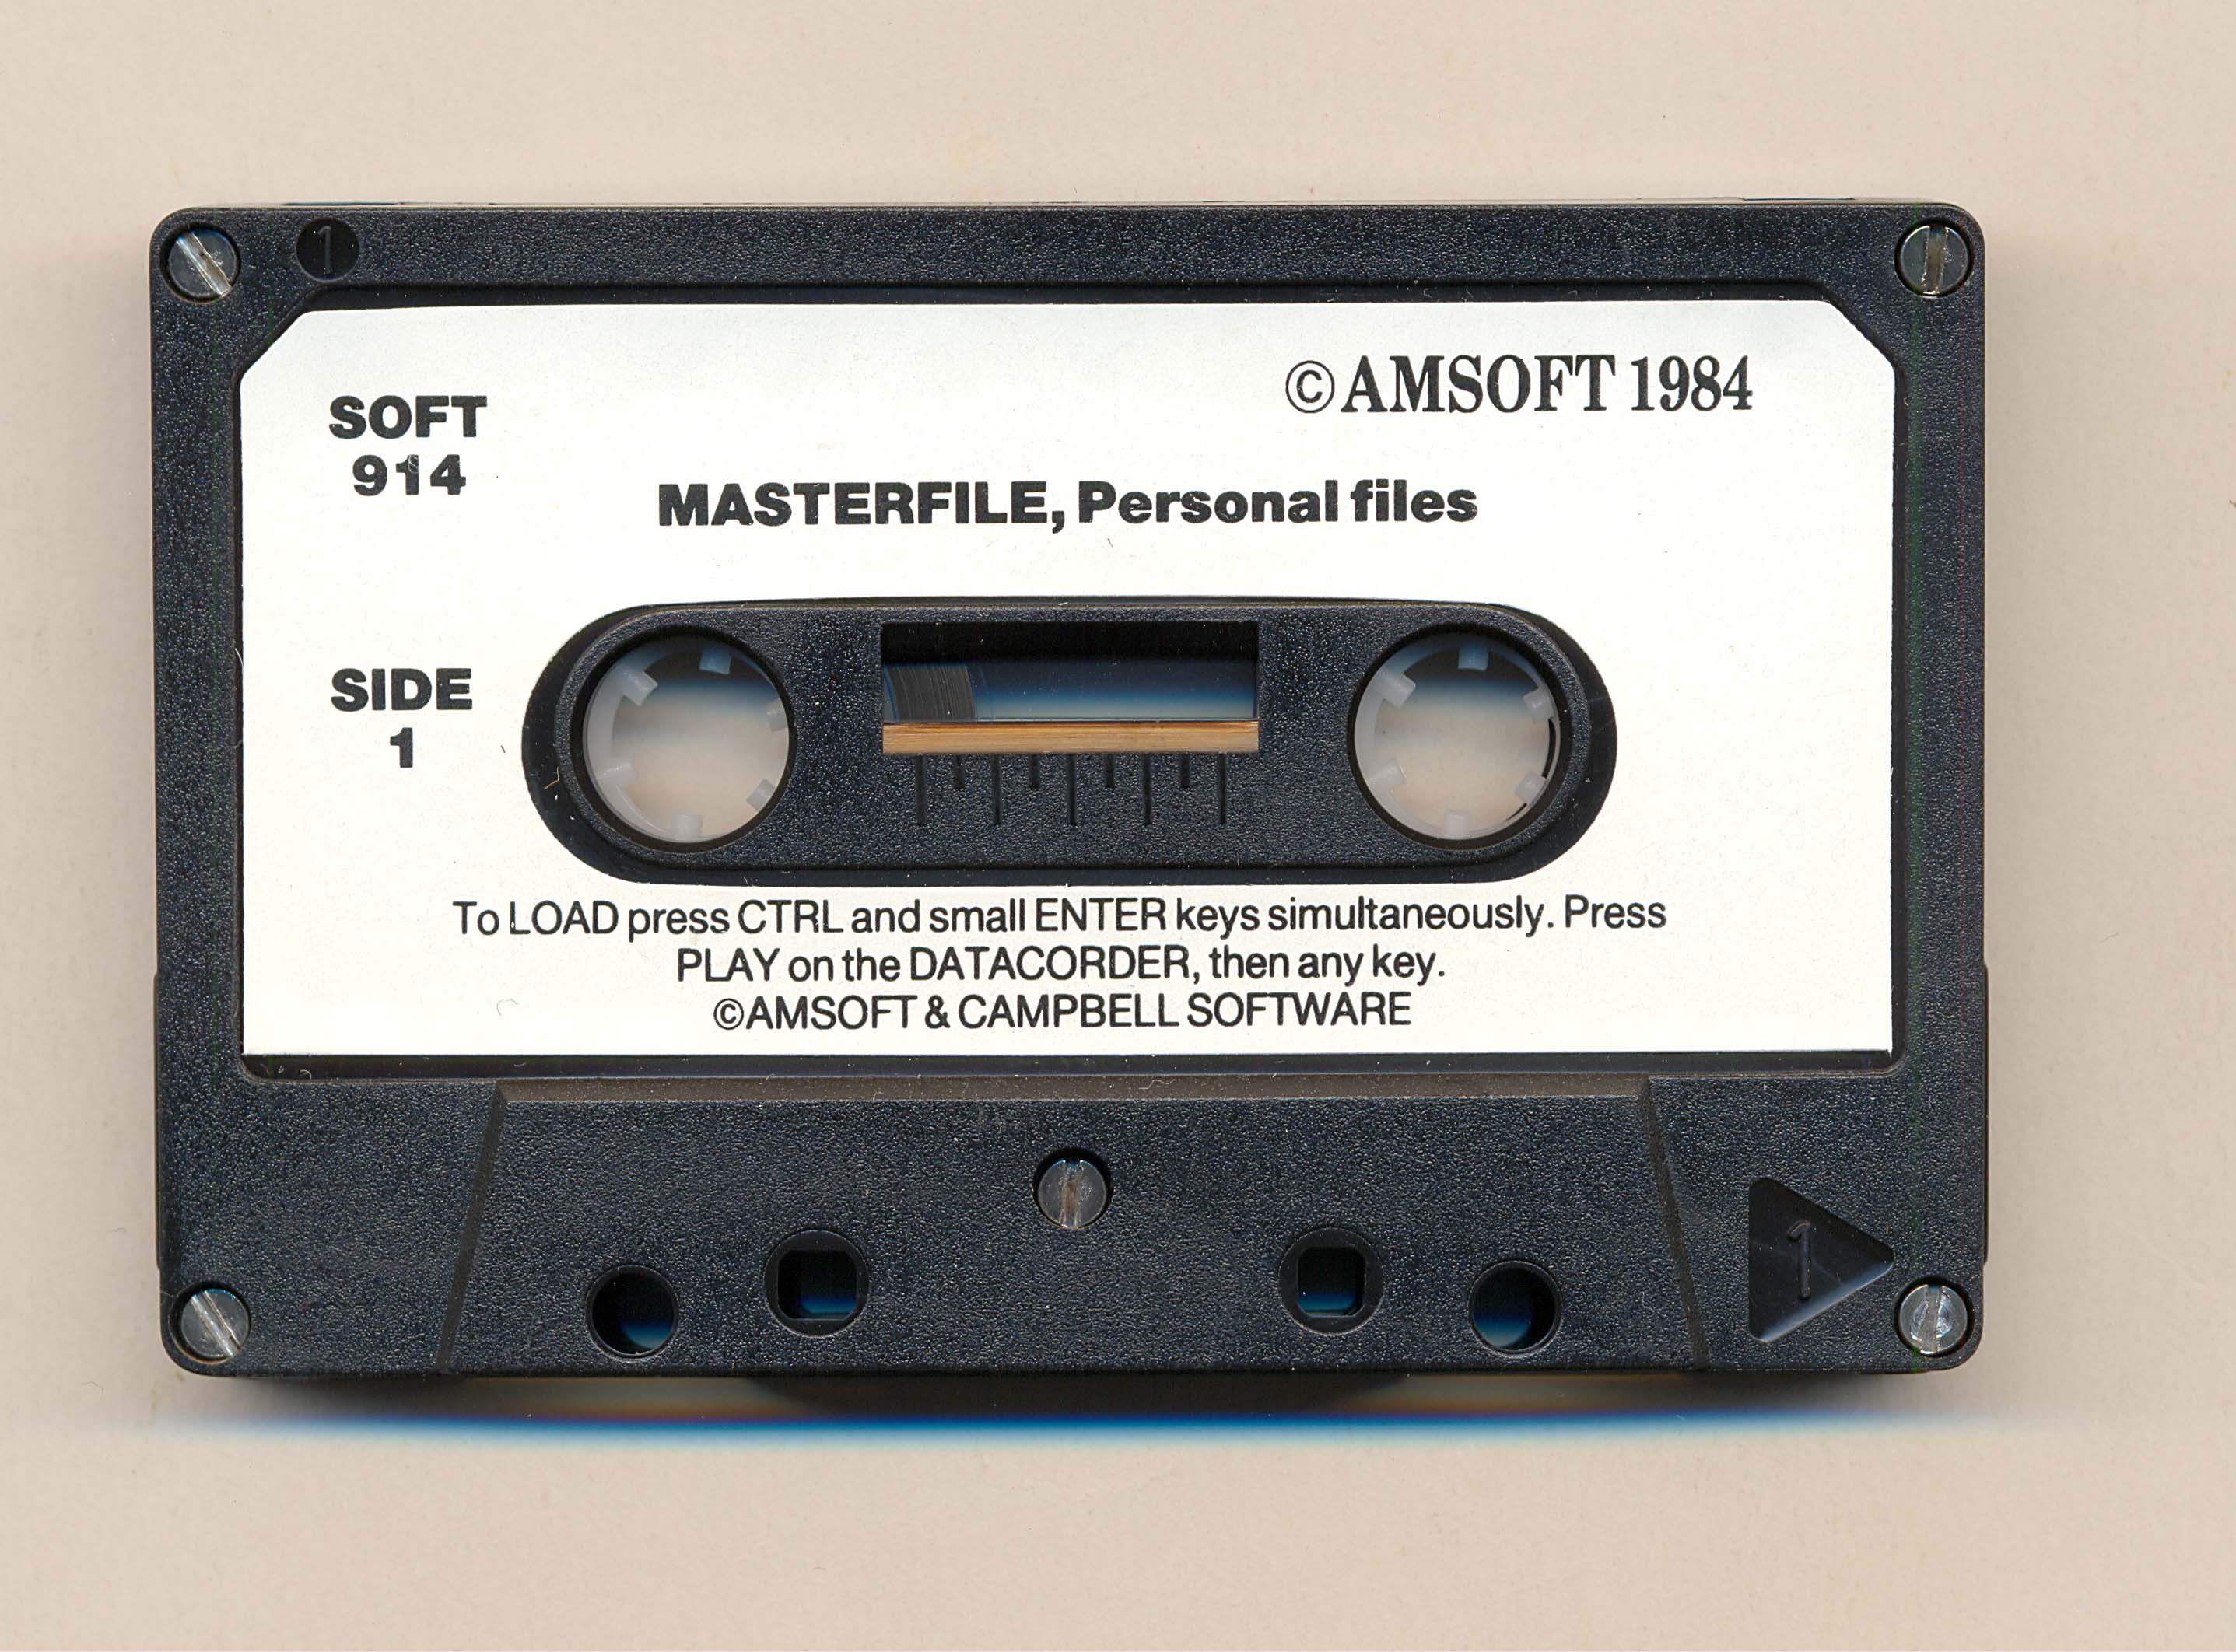 1
©AMSOFT 1984
SOFT
914
MASTERFILE, Personal files
SIDE
1
To LOAD press CTRL and small ENTER keys simultaneously. Press
PLAY on the DATACORDER, then any key.
©AMSOFT & CAMPBELL SOFTWARE
1